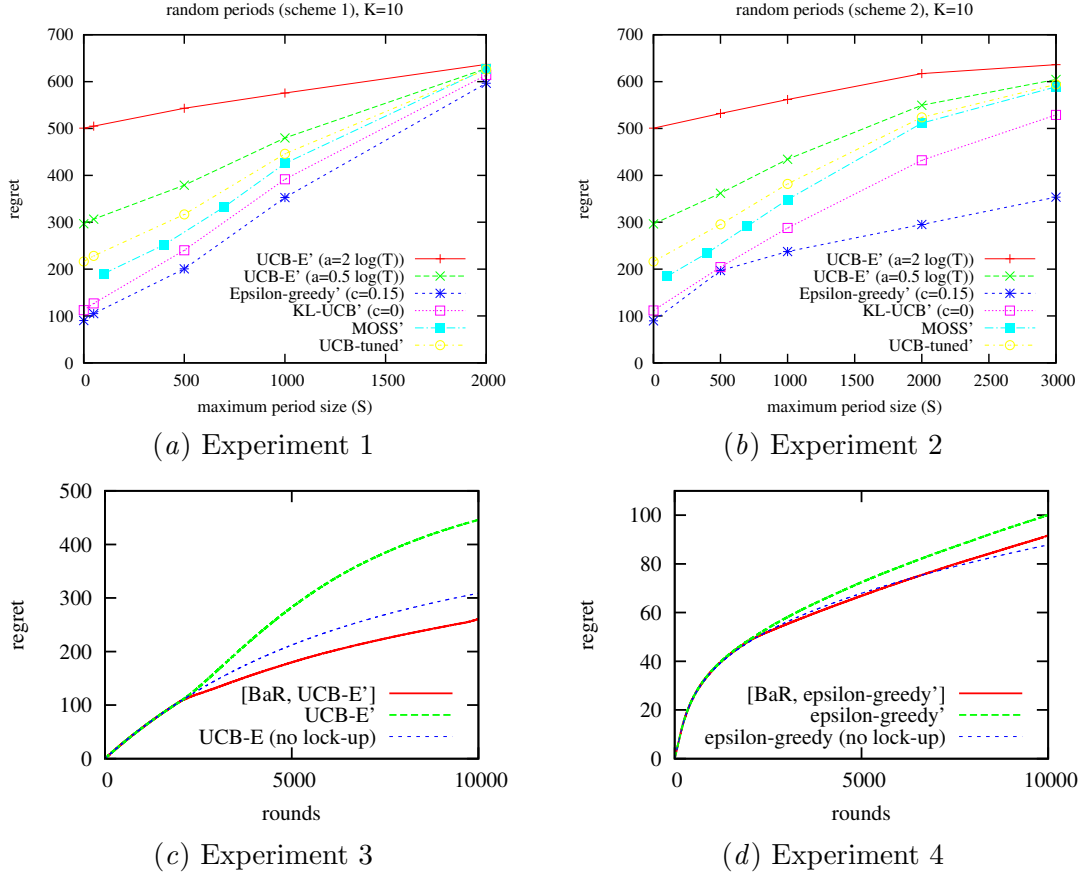 random periods (scheme 1), K=10
700
600
500
400
300
200
100
0
regret
UCB-E' (a=2 log(T))
UCB-E' (a=0.5 log(T))
Epsilon-greedy' (c=0.15)
KL-UCB' (c=0)
MOSS'
UCB-tuned'
0 500 1000 1500 2000
maximum period size (S)
(a) Experiment 1
random periods (scheme 2), K=10
700
600
500
400
300
200
100
0
regret
UCB-E' (a=2 log(T))
UCB-E' (a=0.5 log(T))
Epsilon-greedy' (c=0.15)
KL-UCB' (c=0)
MOSS'
UCB-tuned'
0 500 1000 1500 2000 2500 3000
maximum period size (S)
(b) Experiment 2
500
400
300
200
100
0
regret
[BaR, UCB-E']
UCB-E'
UCB-E (no lock-up)
0 5000 10000
rounds
(c) Experiment 3
100
80
60
40
20
0
regret
[BaR, epsilon-greedy']
epsilon-greedy'
epsilon-greedy (no lock-up)
0 5000 10000
rounds
(d) Experiment 4